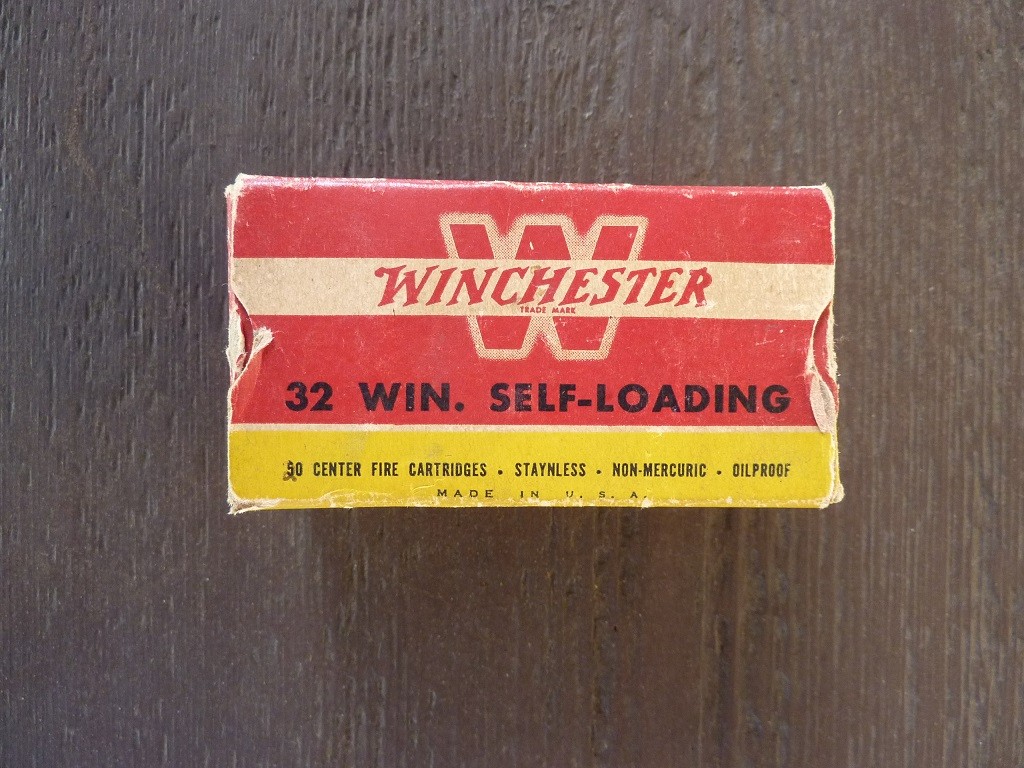 W
WINCHESTER
TRADE MARK
32 WIN. SELF-LOADING
50 CENTER FIRE CARTRIDGES • STAYNLESS • NON-MERCURIC • OILPROOF
MADE IN U. S. A.